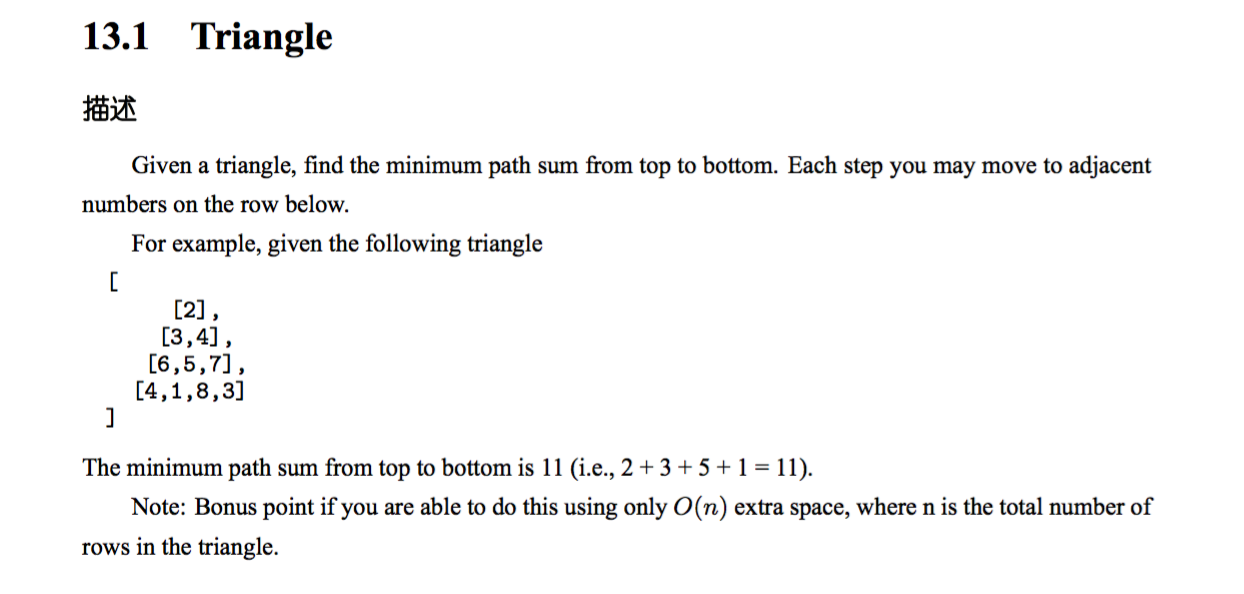 13.1 Triangle
描述
Given a triangle, find the minimum path sum from top to bottom. Each step you may move to adjacent
numbers on the row below.
For example, given the following triangle
[
[2],
[3,4],
[6,5,7],
[4,1,8,3]
]
The minimum path sum from top to bottom is 11 (i.e., 2 + 3 + 5 + 1 = 11).
Note: Bonus point if you are able to do this using only O(n) extra space, where n is the total number of
rows in the triangle.